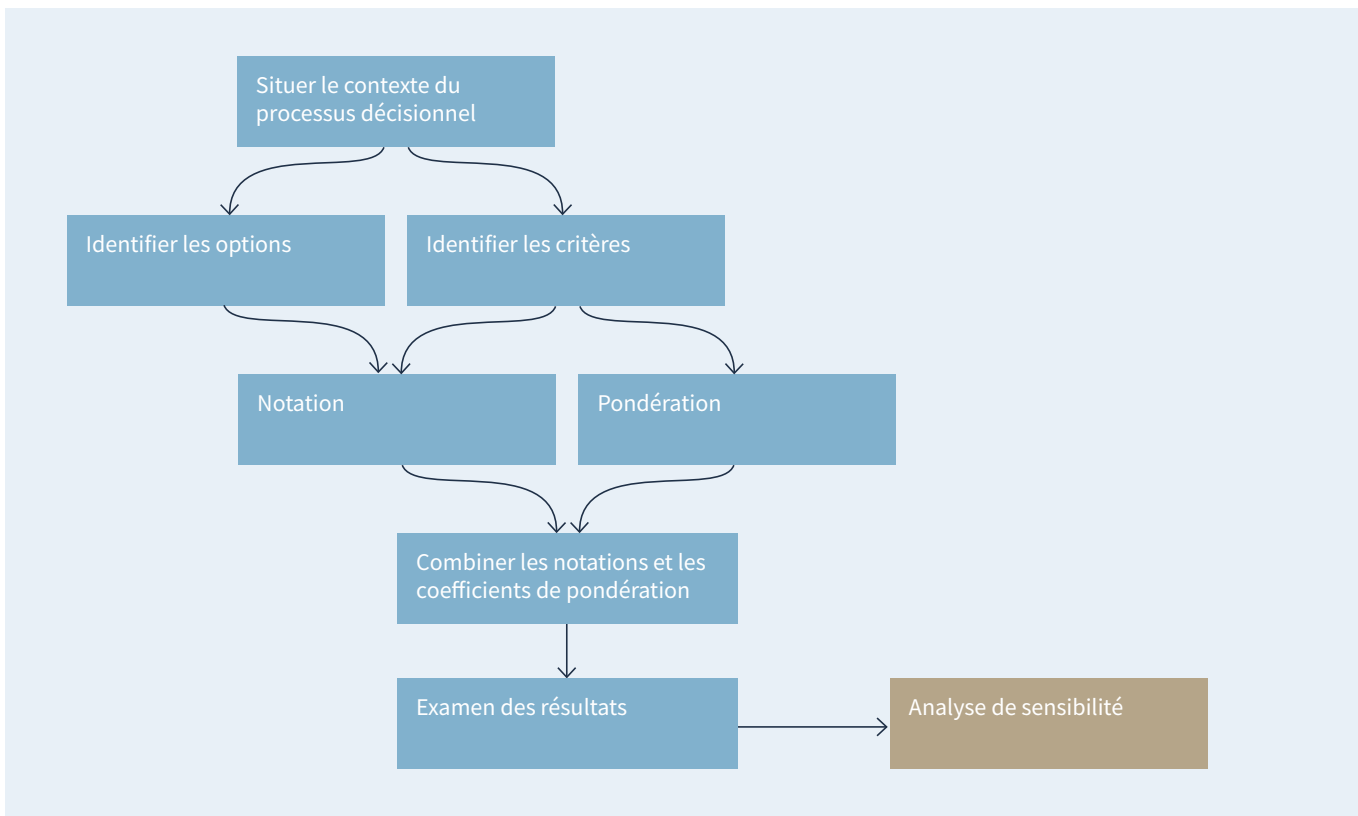 Situer le contexte du
processus décisionnel
Identifier les options
Identifier les critères
Notation
Pondération
Combiner les notations et les
coefficients de pondération
Examen des résultats
Analyse de sensibilité